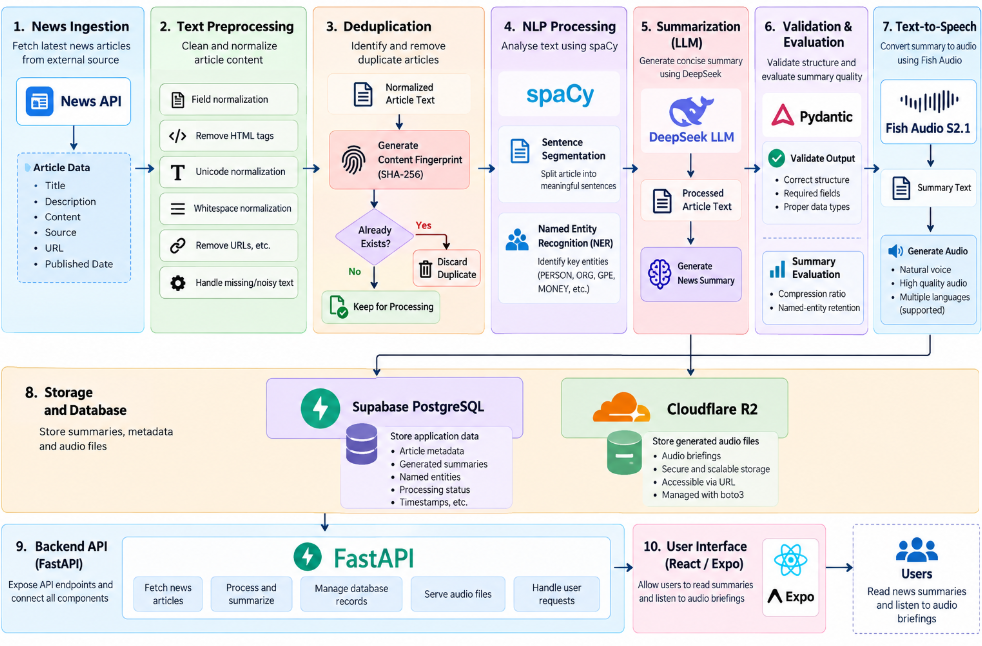 1. News Ingestion
Fetch latest news articles
from external source
News API
Article Data
• Title
• Description
• Content
• Source
• URL
• Published Date
2. Text Preprocessing
Clean and normalize
article content
Field normalization
</> Remove HTML tags
T Unicode normalization
Whitespace normalization
Remove URLs, etc.
Handle missing/noisy text
3. Deduplication
Identify and remove
duplicate articles
Normalized
Article Text
Generate
Content Fingerprint
(SHA-256)
Already
Exists?
Yes
No
Discard
Duplicate
Keep for Processing
4. NLP Processing
Analyse text using spaCy
spaCy
Sentence
Segmentation
Split article into
meaningful sentences
Named Entity
Recognition (NER)
Identify key entities
(PERSON, ORG, GPE,
MONEY, etc.)
5. Summarization
(LLM)
Generate concise summary
using DeepSeek
DeepSeek LLM
Processed
Article Text
Generate
News Summary
6. Validation &
Evaluation
Validate structure and
evaluate summary quality
Pydantic
Validate Output
• Correct structure
• Required fields
• Proper data types
Summary
Evaluation
• Compression ratio
• Named-entity retention
7. Text-to-Speech
Convert summary to audio
using Fish Audio
Fish Audio S2.1
Summary Text
Generate Audio
• Natural voice
• High quality audio
• Multiple languages
(supported)
8. Storage
and Database
Store summaries, metadata
and audio files
Supabase PostgreSQL
Store application data
• Article metadata
• Generated summaries
• Named entities
• Processing status
• Timestamps, etc.
Cloudflare R2
Store generated audio files
• Audio briefings
• Secure and scalable storage
• Accessible via URL
• Managed with boto3
9. Backend API
(FastAPI)
Expose API endpoints and
connect all components
FastAPI
Fetch news
articles
Process and
summarize
Manage database
records
Serve audio files
Handle user
requests
10. User Interface
(React / Expo)
Allow users to read summaries
and listen to audio briefings
Expo
Users
Read news summaries
and listen to audio
briefings